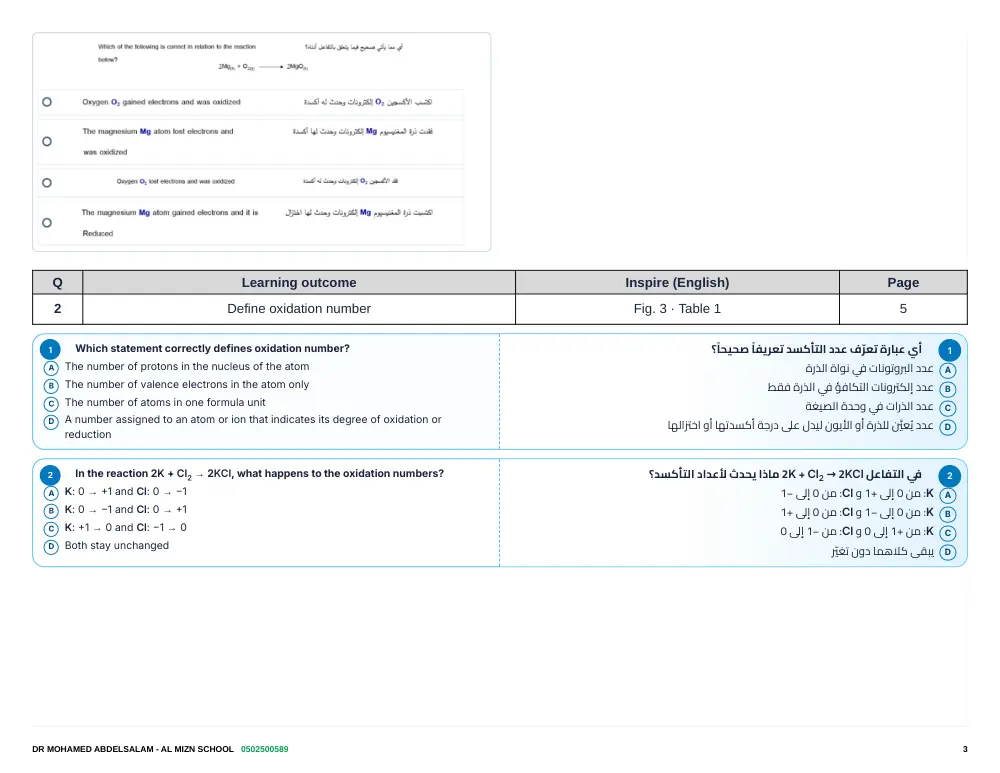 Which of the following is correct in relation to the reaction below?
أي مما يأتي صحيح فيما يتعلق بالتفاعل أدناه؟
2Mg(s) + O2(g) ⟶ 2MgO(s)
Oxygen O2 gained electrons and was oxidized
اكتسب الأكسجين O2 إلكترونات وحدث له أكسدة
The magnesium Mg atom lost electrons and
was oxidized
فقدت ذرة المغنيسيوم Mg إلكترونات وحدث لها أكسدة
Oxygen O2 lost electrons and was oxidized
فقد الأكسجين O2 إلكترونات وحدث له أكسدة
The magnesium Mg atom gained electrons and it is
Reduced
اكتسبت ذرة المغنيسيوم Mg إلكترونات وحدث لها اختزال
Q Learning outcome Inspire (English) Page
2 Define oxidation number Fig. 3 · Table 1 5
1 Which statement correctly defines oxidation number?
A The number of protons in the nucleus of the atom
B The number of valence electrons in the atom only
C The number of atoms in one formula unit
D A number assigned to an atom or ion that indicates its degree of oxidation or
reduction
1 أي عبارة تعرّف عدد التأكسد تعريفاً صحيحاً؟
A عدد البروتونات في نواة الذرة
B عدد إلكترونات التكافؤ في الذرة فقط
C عدد الذرات في وحدة الصيغة
D عدد يُعيَّن للذرة أو الأيون ليدل على درجة أكسدتها أو اختزالها
2 In the reaction 2K + Cl2 → 2KCl, what happens to the oxidation numbers?
A K: 0 → +1 and Cl: 0 → −1
B K: 0 → −1 and Cl: 0 → +1
C K: +1 → 0 and Cl: −1 → 0
D Both stay unchanged
2 في التفاعل 2K + Cl2 → 2KCl ماذا يحدث لأعداد التأكسد؟
A K: من 0 إلى +1 و Cl: من 0 إلى −1
B K: من 0 إلى −1 و Cl: من 0 إلى +1
C K: من +1 إلى 0 و Cl: من −1 إلى 0
D يبقى كلاهما دون تغيّر
DR MOHAMED ABDELSALAM - AL MIZN SCHOOL 0502500589
3